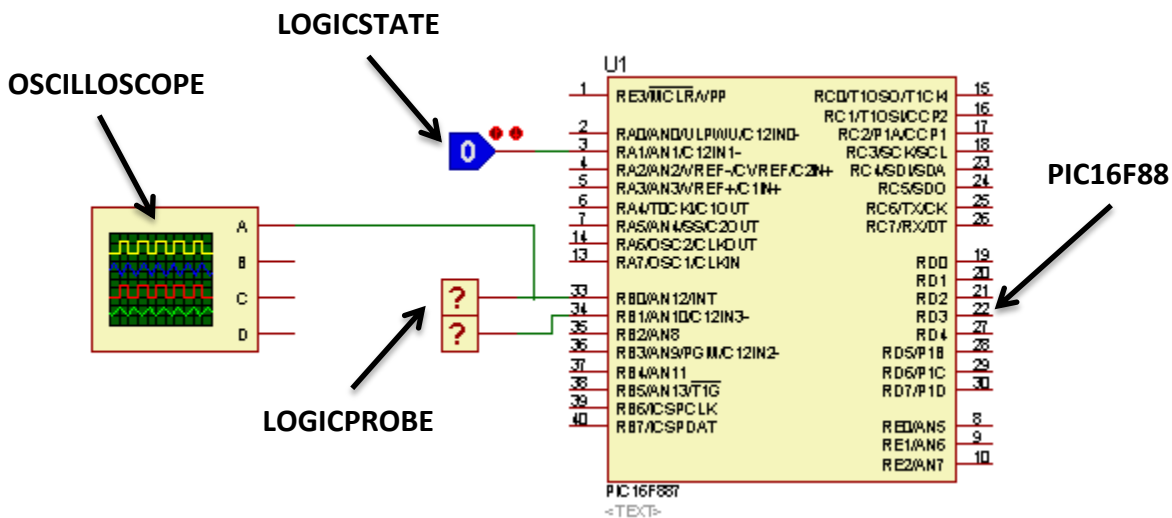 LOGICSTATE
OSCILLOSCOPE
0
PIC16F88
LOGICPROBE
A
B
C
D
?
?
U1
1 RE3/MCLR/VPP
2 RA0/AN0/ULPWU/C12IN0-
3 RA1/AN1/C12IN1-
4 RA2/AN2/VREF-/CVREF/C2IN+
5 RA3/AN3/VREF+/C1IN+
6 RA4/T0CKI/C1OUT
7 RA5/AN4/SS/C2OUT
14 RA6/OSC2/CLKOUT
13 RA7/OSC1/CLKIN
33 RB0/AN12/INT
34 RB1/AN10/C12IN3-
35 RB2/AN8
36 RB3/AN9/PGM/C12IN2-
37 RB4/AN11
38 RB5/AN13/T1G
39 RB6/ICSPCLK
40 RB7/ICSPDAT
RC0/T1OSO/T1CKI 15
RC1/T1OSI/CCP2 16
RC2/P1A/CCP1 17
RC3/SCK/SCL 18
RC4/SDI/SDA 23
RC5/SDO 24
RC6/TX/CK 25
RC7/RX/DT 26
RD0 19
RD1 20
RD2 21
RD3 22
RD4 27
RD5/P1B 28
RD6/P1C 29
RD7/P1D 30
RE0/AN5 8
RE1/AN6 9
RE2/AN7 10
PIC16F887
<TEXT>